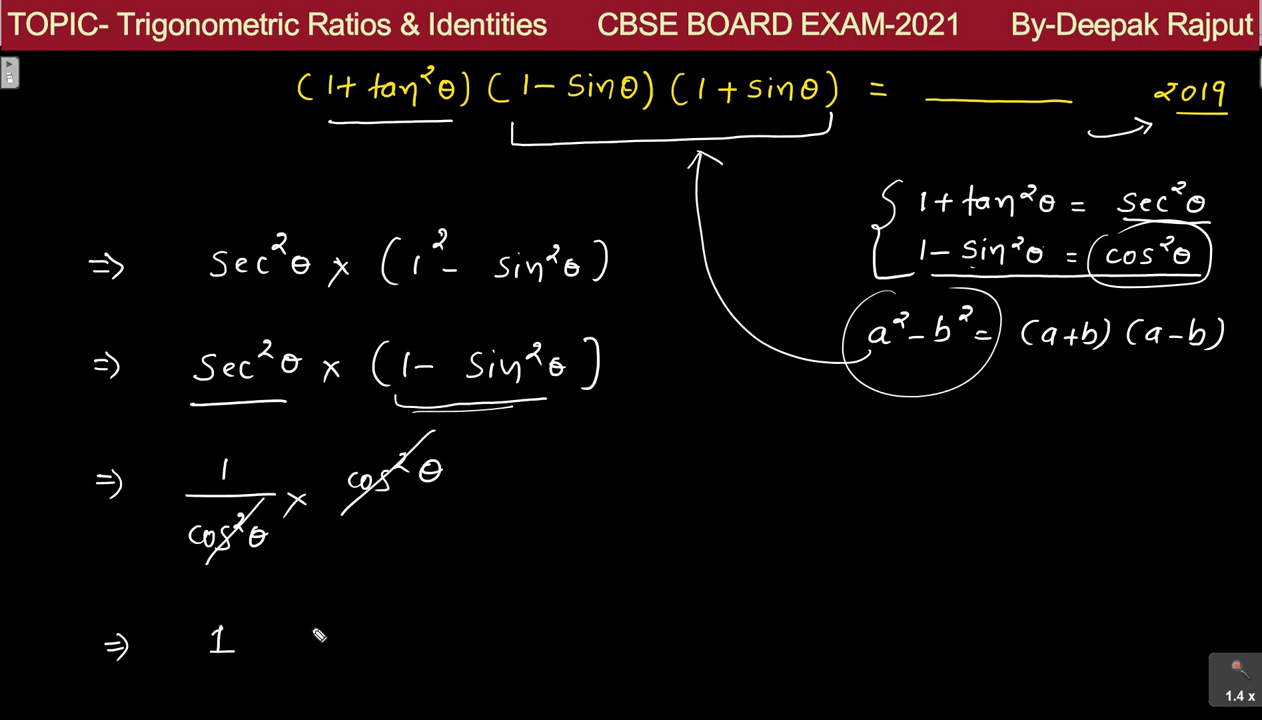 TOPIC- Trigonometric Ratios & Identities CBSE BOARD EXAM-2021 By-Deepak Rajput
(1 + tan²θ) (1 - sinθ) (1 + sinθ) = ________ 2019
1 + tan²θ = sec²θ
1 - sin²θ = cos²θ
a² - b² = (a+b) (a-b)
⇒ sec²θ × (1² - sin²θ)
⇒ sec²θ × (1 - sin²θ)
⇒ 1/cos²θ × cos²θ
⇒ 1
1.4 x